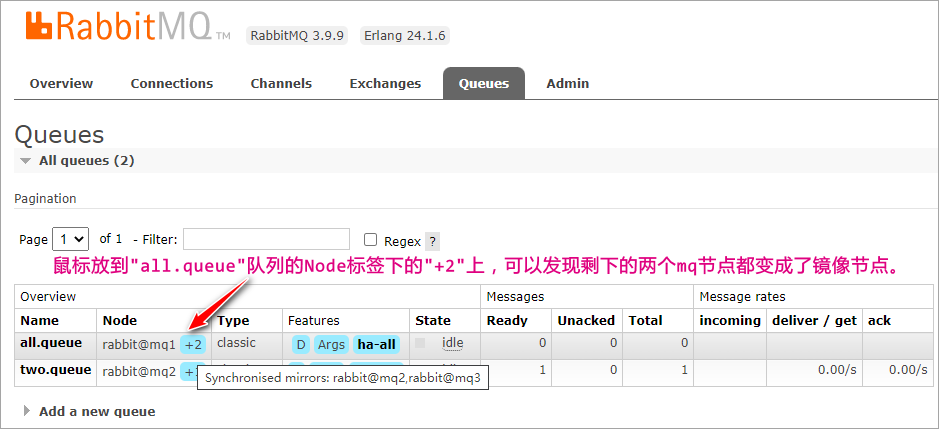 RabbitMQ TM RabbitMQ 3.9.9 Erlang 24.1.6
Overview Connections Channels Exchanges Queues Admin
Queues
All queues (2)
Pagination
Page 1 of 1 - Filter: Regex ?
鼠标放到"all.queue"队列的Node标签下的"+2"上，可以发现剩下的两个mq节点都变成了镜像节点。
Overview Messages Message rates
Name Node Type Features State Ready Unacked Total incoming deliver / get ack
all.queue rabbit@mq1 +2 classic D Args ha-all idle 0 0 0
two.queue rabbit@mq2 1 0 1 0.00/s 0.00/s
Synchronised mirrors: rabbit@mq2,rabbit@mq3
Add a new queue